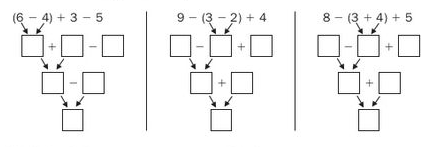 (6 − 4) + 3 − 5
+ −
−
9 − (3 − 2) + 4
− +
+
8 − (3 + 4) + 5
− +
+